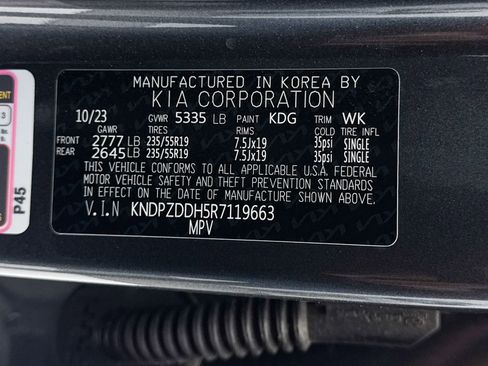 MANUFACTURED IN KOREA BY
KIA CORPORATION
10/23 GVWR 5335 LB PAINT KDG TRIM WK
GAWR TIRES RIMS COLD TIRE INFL
FRONT 2777 LB 235/55R19 7.5Jx19 35psi SINGLE
REAR 2645 LB 235/55R19 7.5Jx19 35psi SINGLE
THIS VEHICLE CONFORMS TO ALL APPLICABLE U.S.A. FEDERAL
MOTOR VEHICLE SAFETY AND THEFT PREVENTION STANDARDS
IN EFFECT ON THE DATE OF MANUFACTURE SHOWN ABOVE.
V.I.N KNDPZDDH5R7119663
MPV
P45